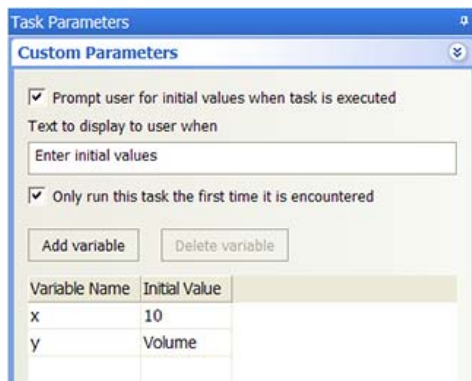 Task Parameters
Custom Parameters
Prompt user for initial values when task is executed
Text to display to user when
Enter initial values
Only run this task the first time it is encountered
Add variable Delete variable
Variable Name Initial Value
x 10
y Volume